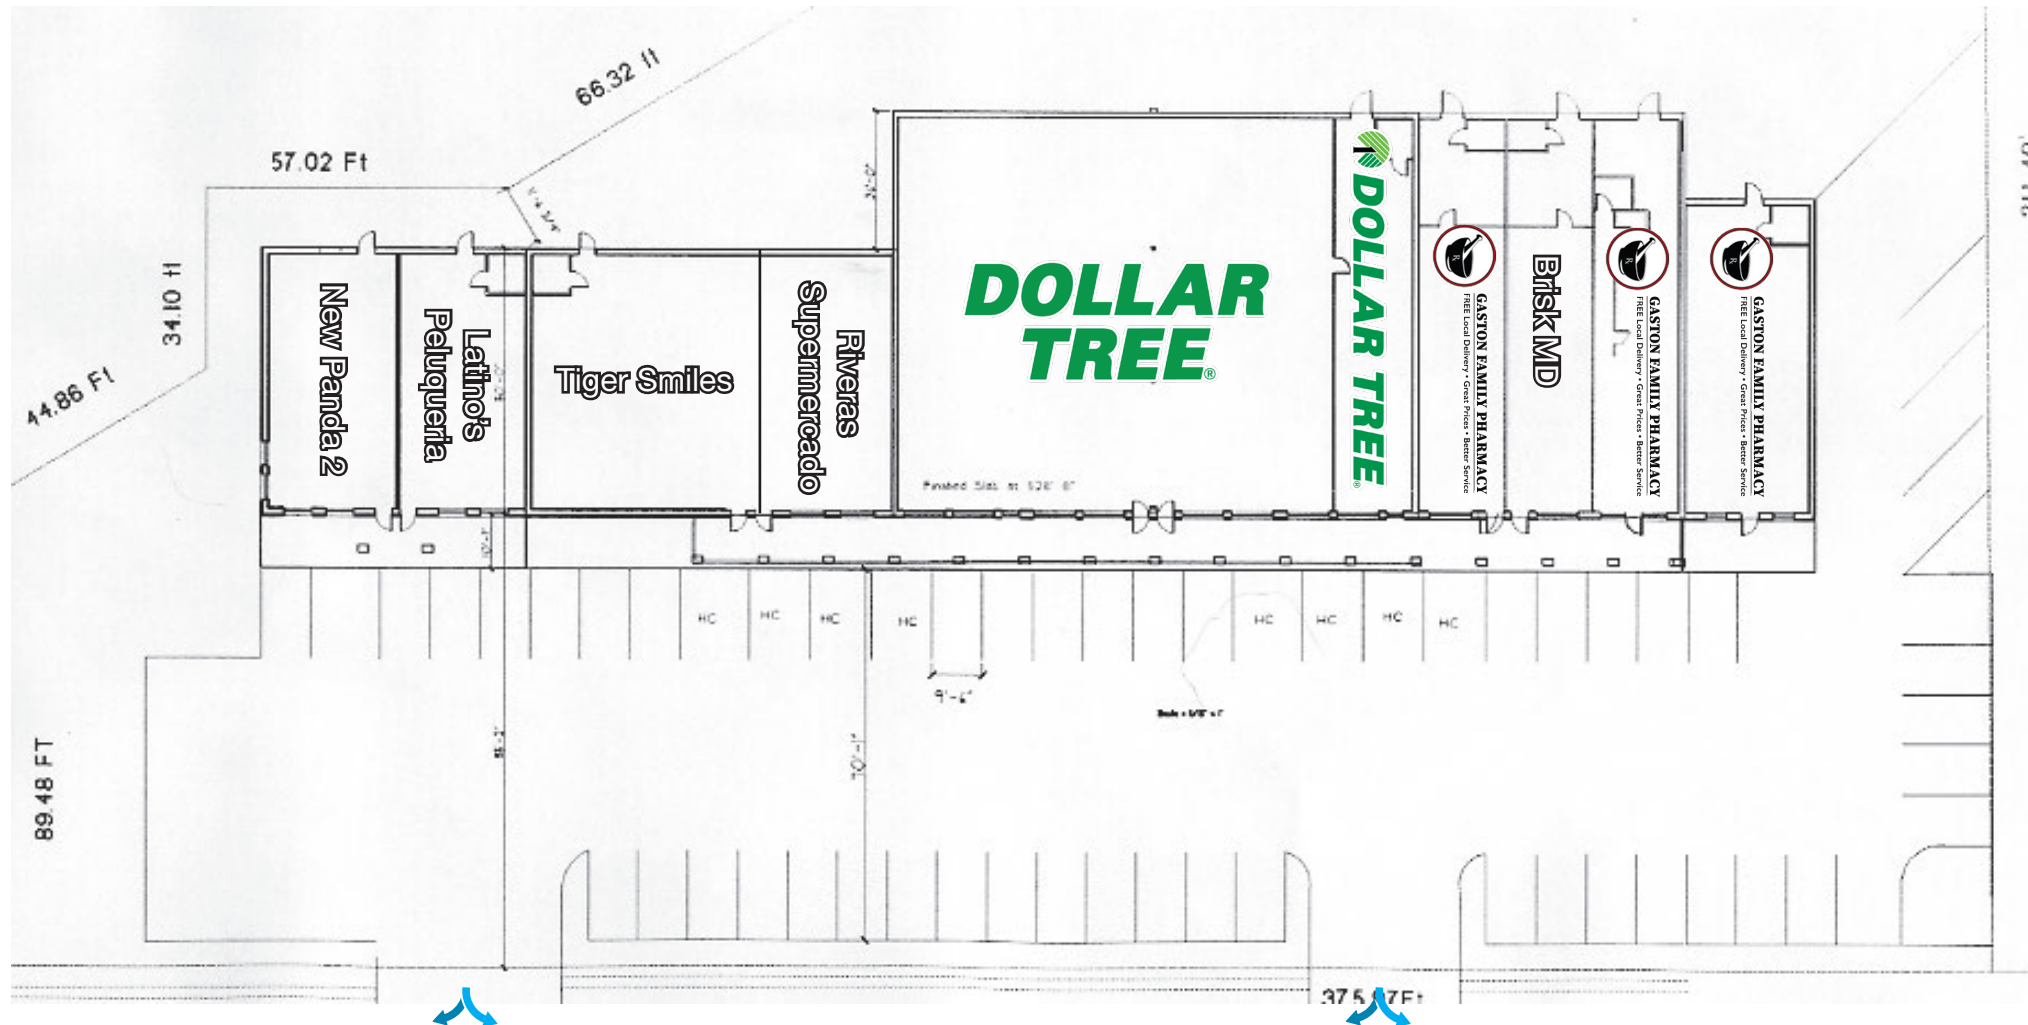 66.32 ft
57.02 Ft
34.10 ft
44.86 Ft
89.48 FT
New Panda 2
Latino's
Peluqueria
Tiger Smiles
Riveras
Supermercado
DOLLAR
TREE®
DOLLAR TREE®
GASTON FAMILY PHARMACY
FREE Local Delivery • Great Prices • Better Service
Brisk MD
GASTON FAMILY PHARMACY
FREE Local Delivery • Great Prices • Better Service
GASTON FAMILY PHARMACY
FREE Local Delivery • Great Prices • Better Service
Finished Slab at
HC
HC
HC
HC
HC
HC
HC
HC
9'-6"